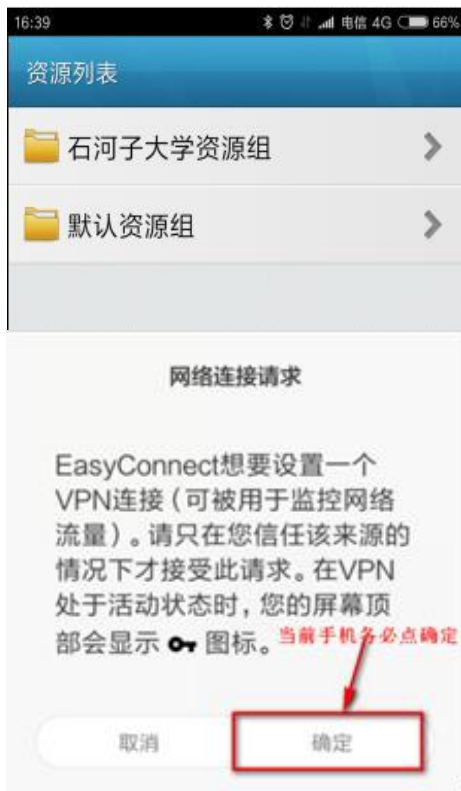 16:39 电信 4G 66%
资源列表
石河子大学资源组
默认资源组
网络连接请求
EasyConnect想要设置一个
VPN连接（可被用于监控网络
流量）。请只在您信任该来源的
情况下才接受此请求。在VPN
处于活动状态时，您的屏幕顶
部会显示 图标。
当前手机务必点确定
取消 确定